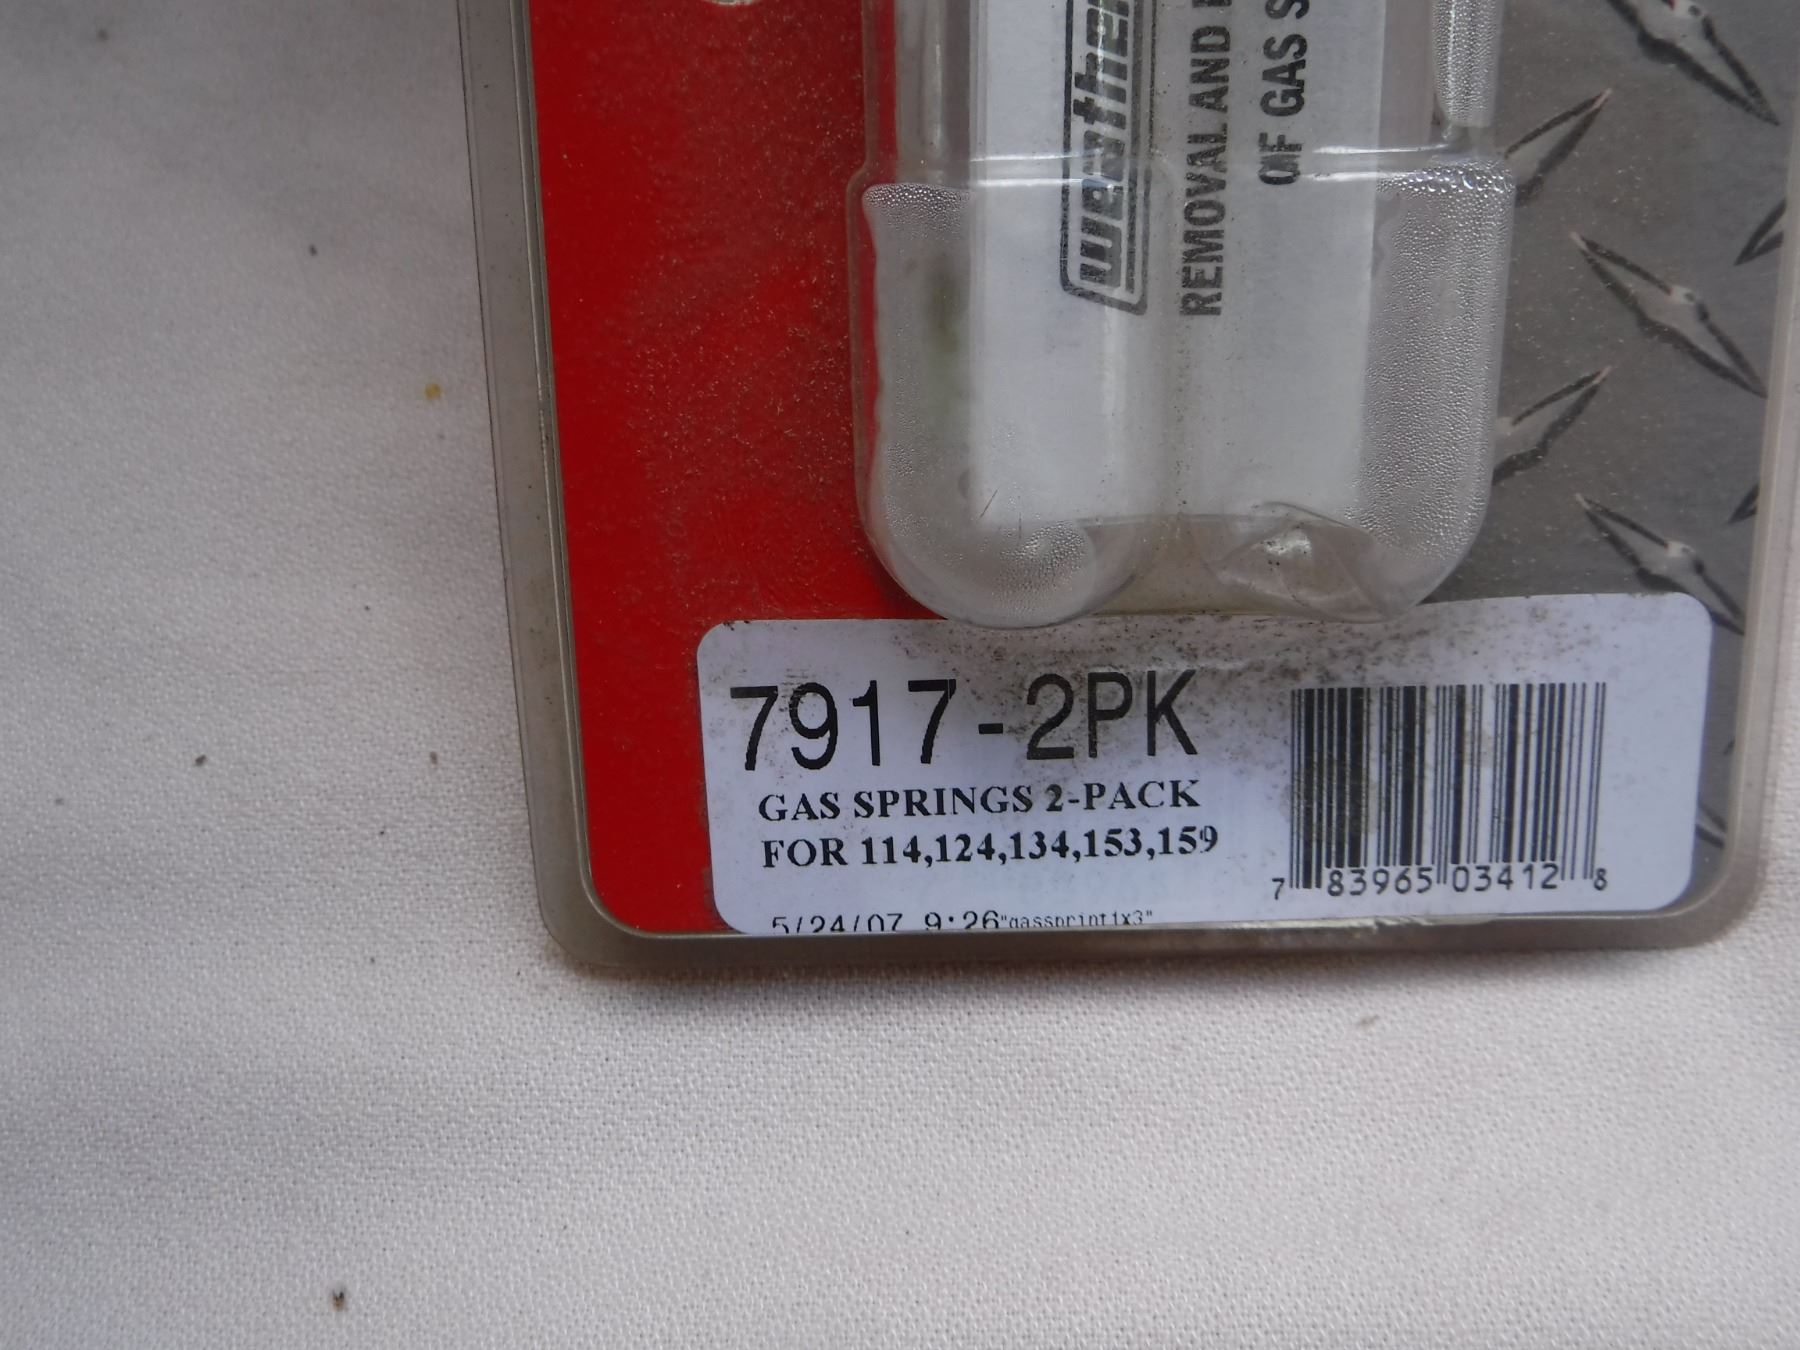 weather
REMOVAL AND
OF GAS S
7917-2PK
GAS SPRINGS 2-PACK
FOR 114,124,134,153,159
7 83965 03412 8
5/24/07 9:26"gassprint1x3"